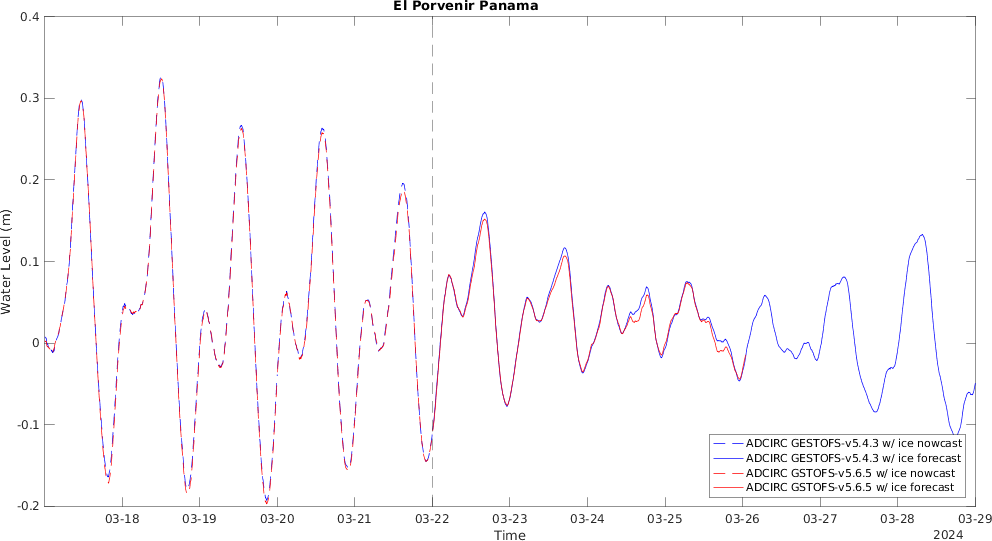 El Porvenir Panama
0.4
0.3
0.2
0.1
0
-0.1
-0.2
Water Level (m)
03-18
03-19
03-20
03-21
03-22
03-23
03-24
03-25
03-26
03-27
03-28
03-29
Time
2024
ADCIRC GESTOFS-v5.4.3 w/ ice nowcast
ADCIRC GESTOFS-v5.4.3 w/ ice forecast
ADCIRC GSTOFS-v5.6.5 w/ ice nowcast
ADCIRC GSTOFS-v5.6.5 w/ ice forecast